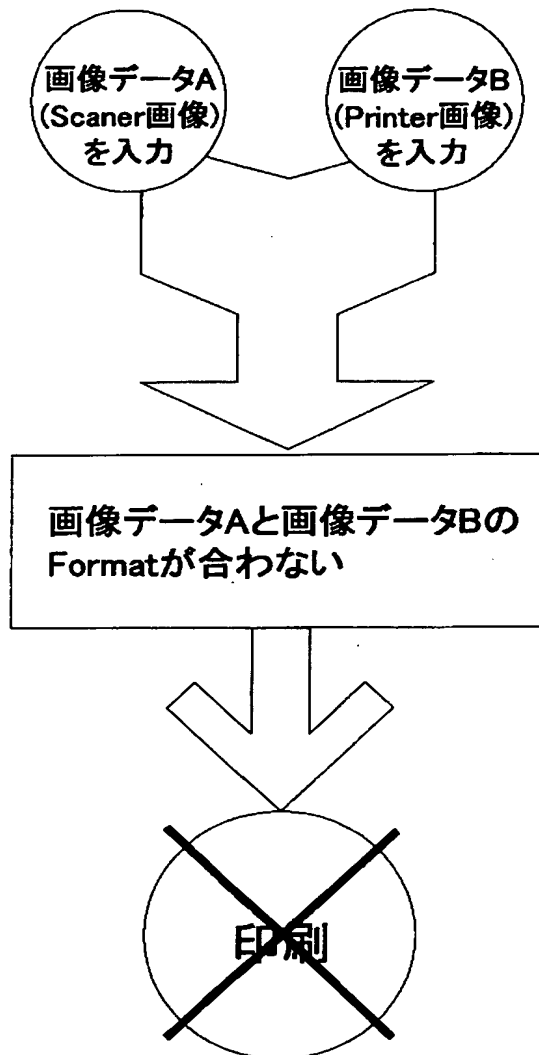 画像データA
(Scaner画像)
を入力
画像データB
(Printer画像)
を入力
画像データAと画像データBの
Formatが合わない
印刷